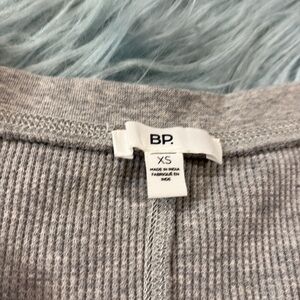 BP.
XS
MADE IN INDIA
FABRIQUÉ EN
INDE